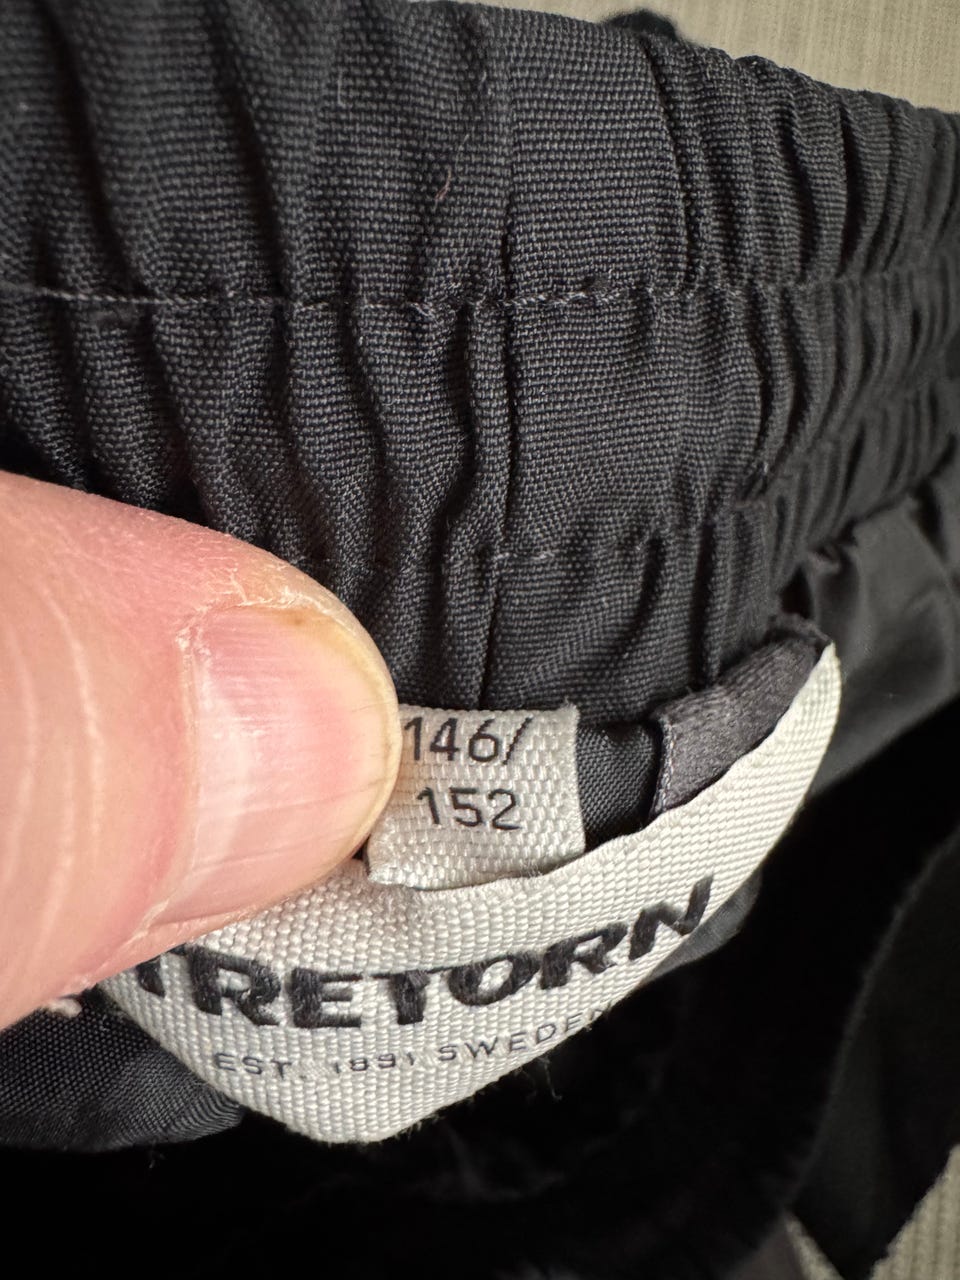 146/
152
TRETORN
EST. 1891 SWEDEN